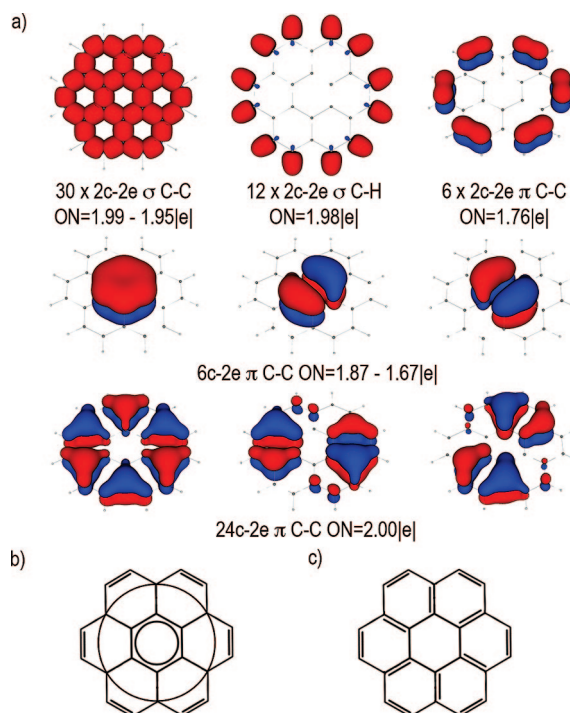 a)
30 x 2c-2e σ C-C
ON=1.99 - 1.95|e|
12 x 2c-2e σ C-H
ON=1.98|e|
6 x 2c-2e π C-C
ON=1.76|e|
6c-2e π C-C ON=1.87 - 1.67|e|
24c-2e π C-C ON=2.00|e|
b)
c)